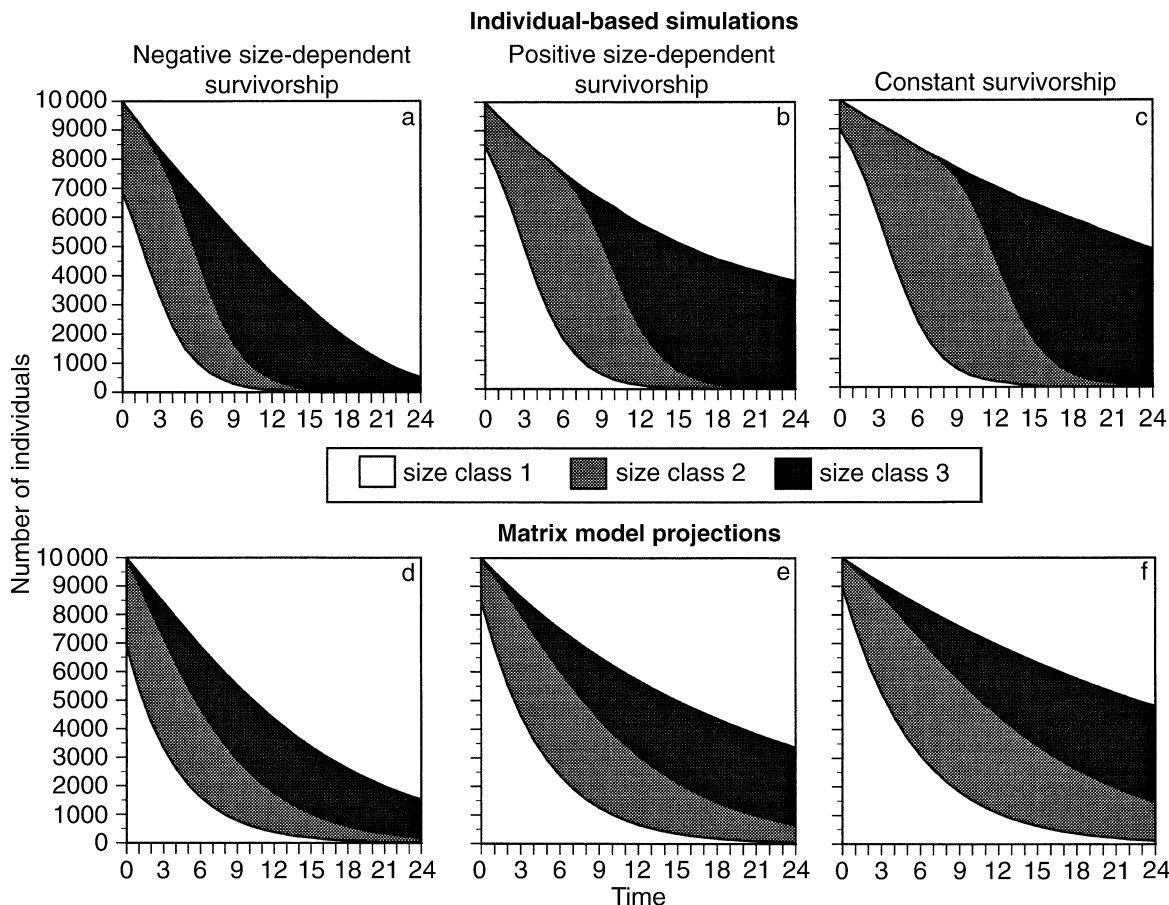 Individual-based simulations
Negative size-dependent
survivorship
Positive size-dependent
survivorship
Constant survivorship
Number of individuals
10 000
9000
8000
7000
6000
5000
4000
3000
2000
1000
0
a
b
c
0 3 6 9 12 15 18 21 24
0 3 6 9 12 15 18 21 24
0 3 6 9 12 15 18 21 24
size class 1 size class 2 size class 3
Matrix model projections
10 000
9000
8000
7000
6000
5000
4000
3000
2000
1000
0
d
e
f
0 3 6 9 12 15 18 21 24
0 3 6 9 12 15 18 21 24
0 3 6 9 12 15 18 21 24
Time